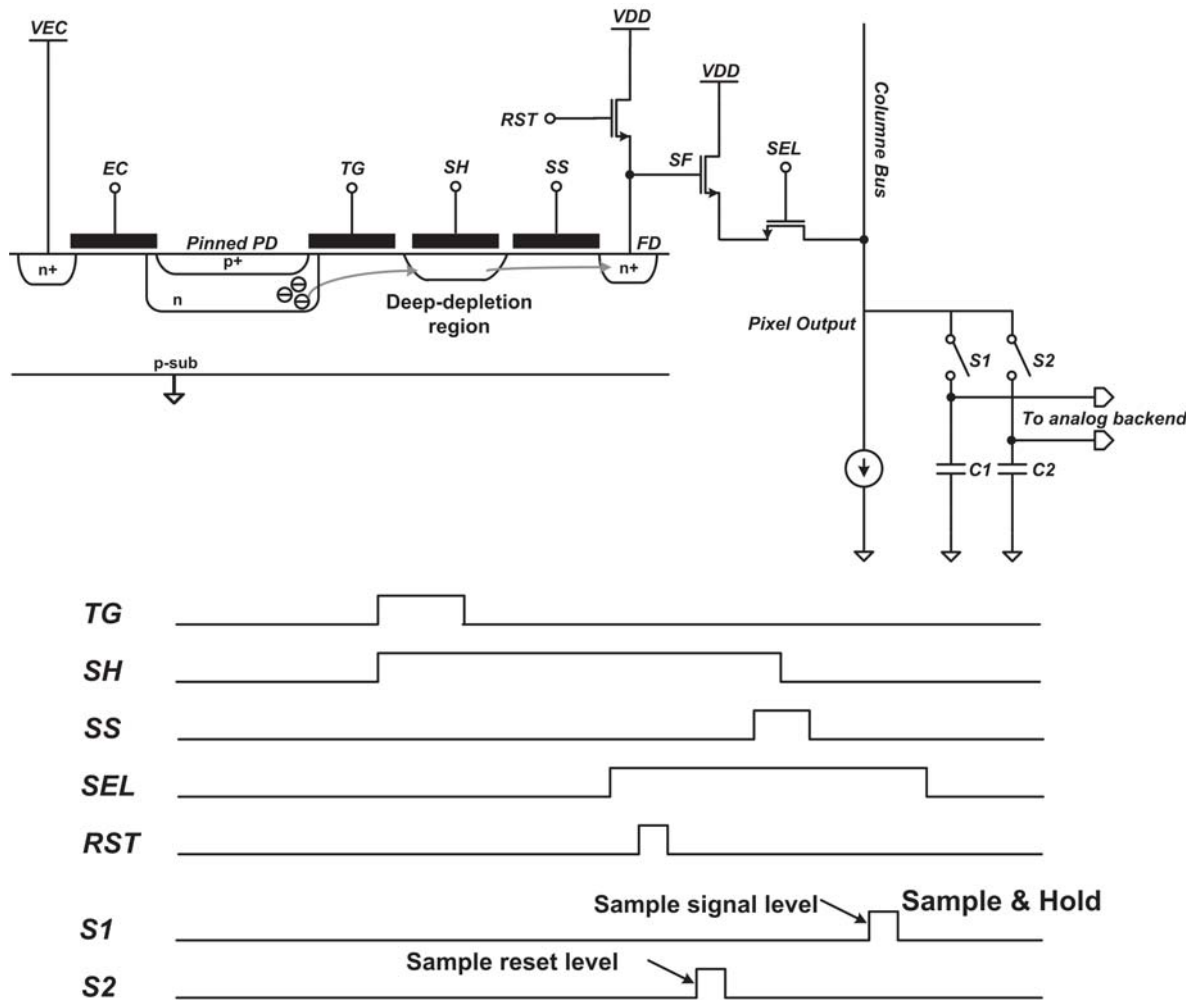 VEC
VDD
VDD
RST
SF
SEL
Columne Bus
EC
TG
SH
SS
Pinned PD
FD
n+
p+
n+
n
Deep-depletion
region
Pixel Output
p-sub
S1
S2
To analog backend
C1
C2
TG
SH
SS
SEL
RST
Sample signal level
Sample & Hold
S1
Sample reset level
S2